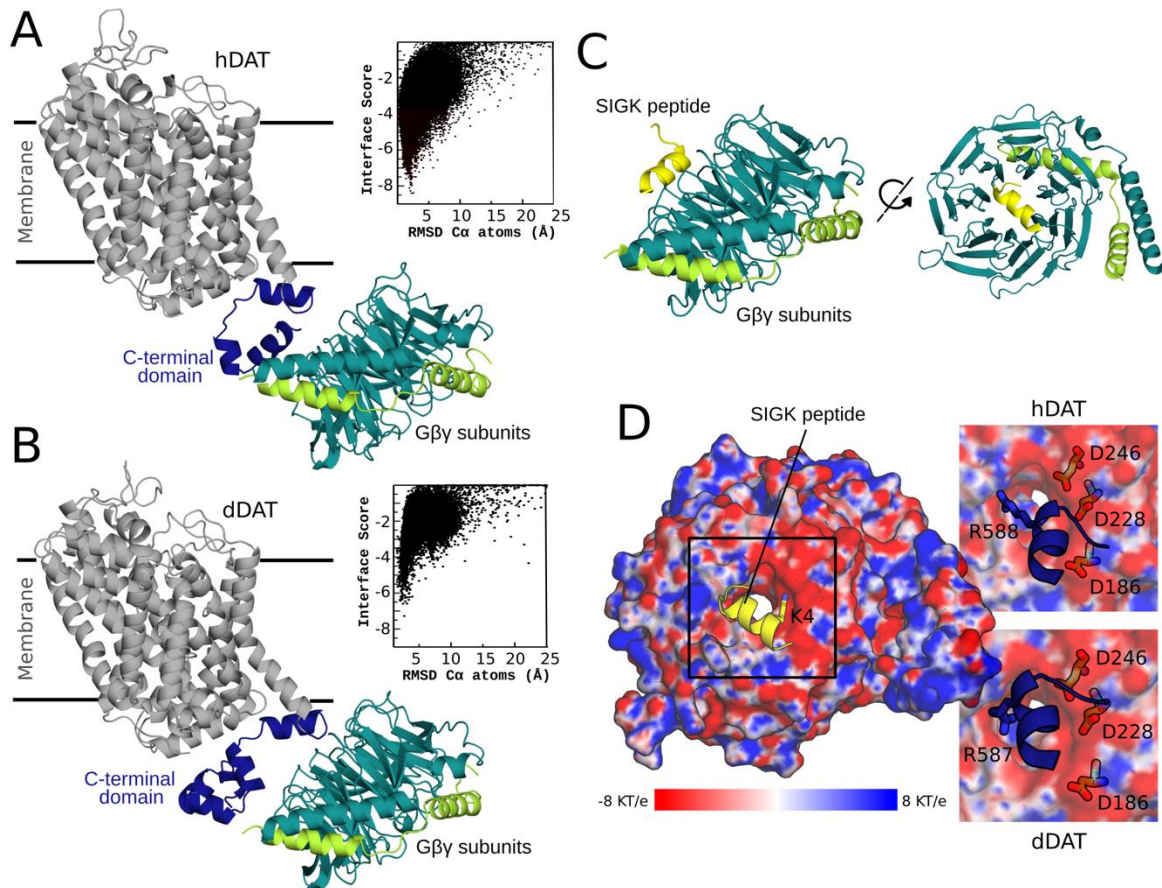 A
hDAT
Membrane
C-terminal
domain
Gβγ subunits
Interface Score
-2
-4
-6
-8
5 10 15 20 25
RMSD Cα atoms (Å)
B
dDAT
Membrane
C-terminal
domain
Gβγ subunits
Interface Score
-2
-4
-6
-8
5 10 15 20 25
RMSD Cα atoms (Å)
C
SIGK peptide
Gβγ subunits
D
SIGK peptide
K4
-8 KT/e 8 KT/e
hDAT
D246
R588
D228
D186
D246
R587
D228
D186
dDAT